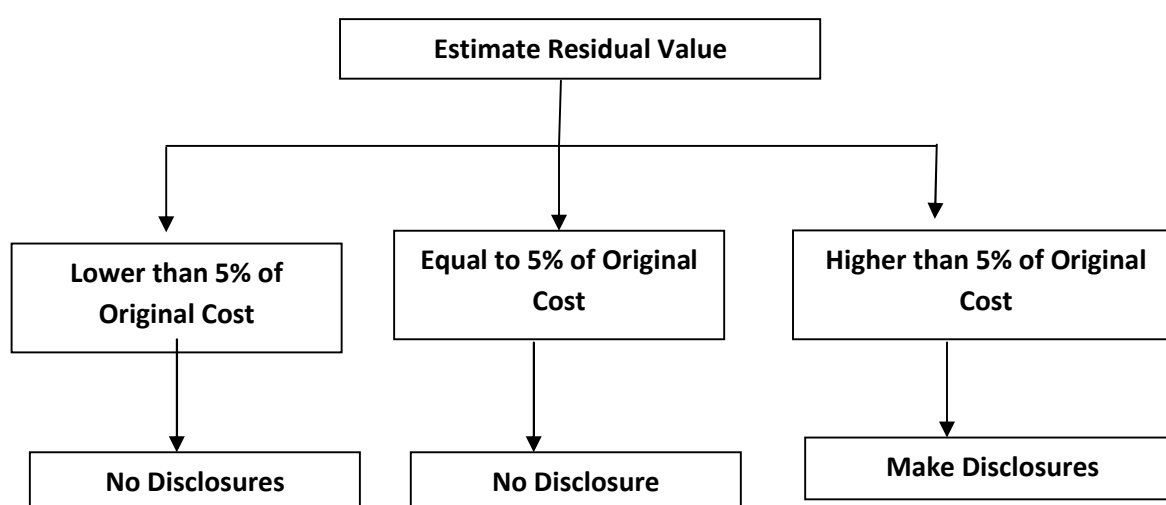 Estimate Residual Value
Lower than 5% of
Original Cost
Equal to 5% of Original
Cost
Higher than 5% of Original
Cost
No Disclosures
No Disclosure
Make Disclosures